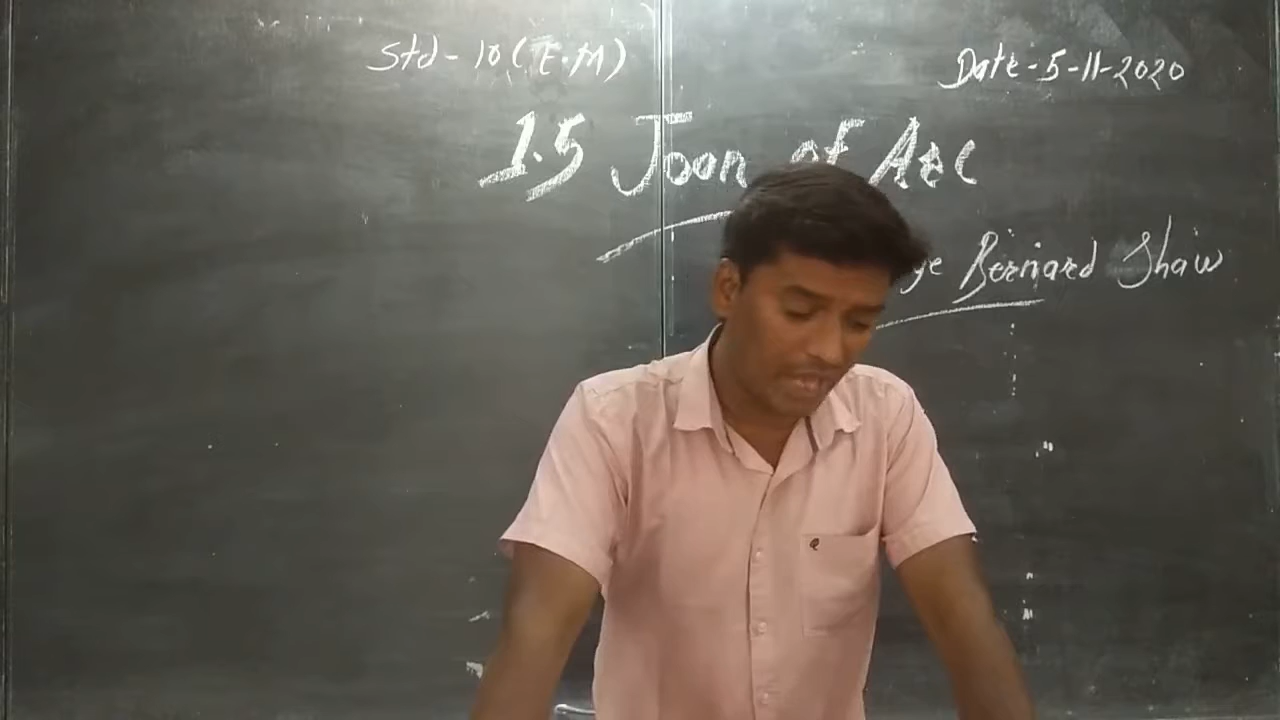 Std - 10 (E.M)
Date - 5-11-2020
1.5 Joan of Arc
Bernard Shaw